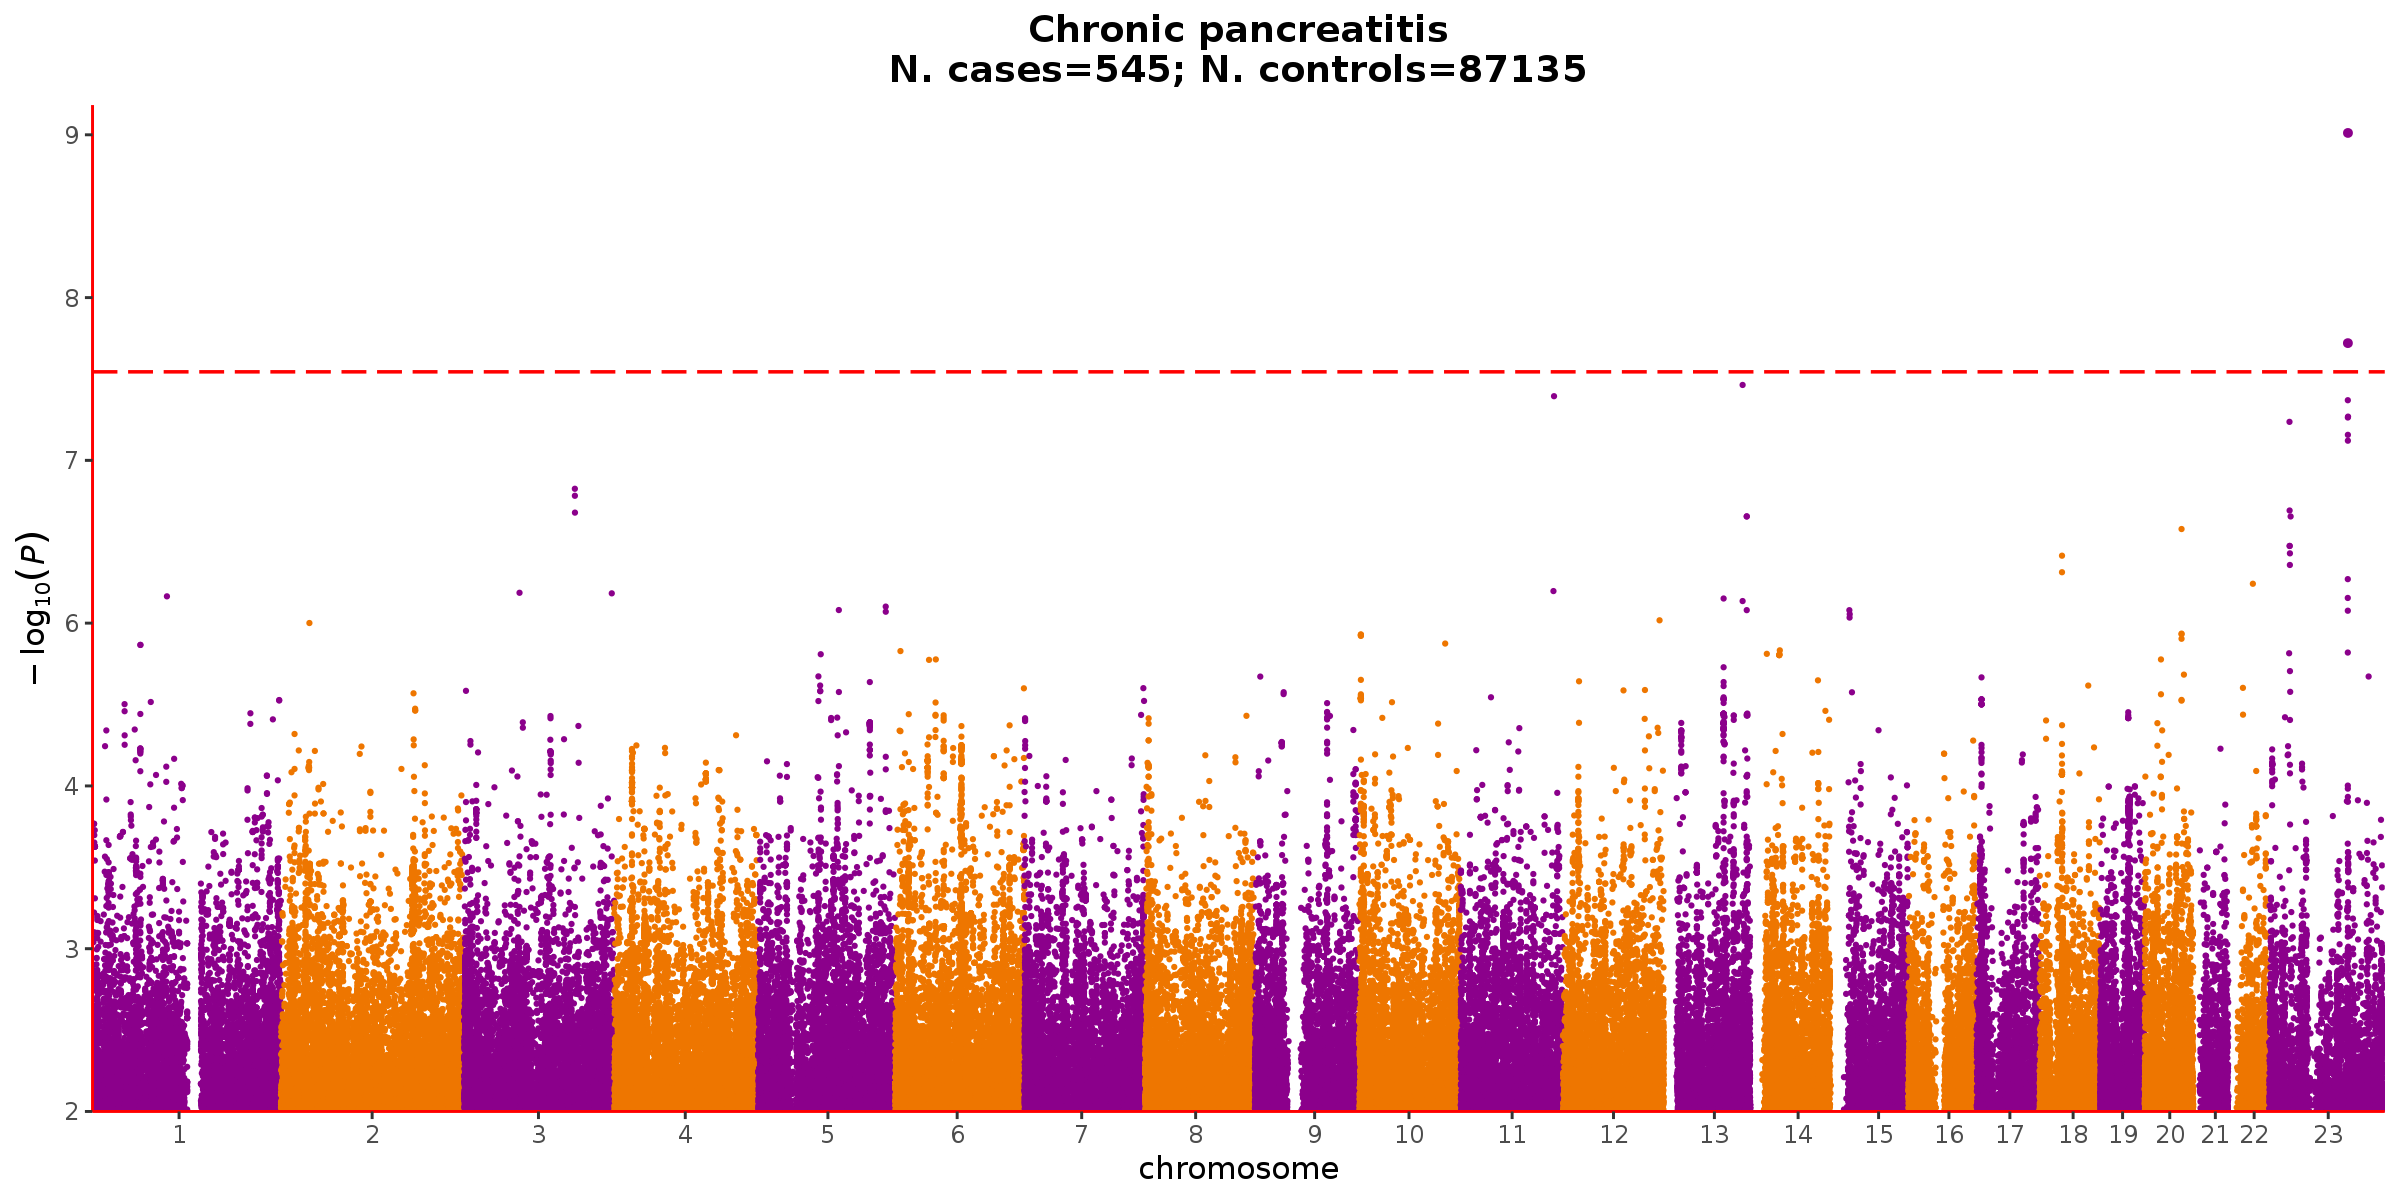 Chronic pancreatitis
N. cases=545; N. controls=87135
9
8
7
6
5
4
3
2
−log10(P)
1 2 3 4 5 6 7 8 9 10 11 12 13 14 15 16 17 18 19 20 21 22 23
chromosome